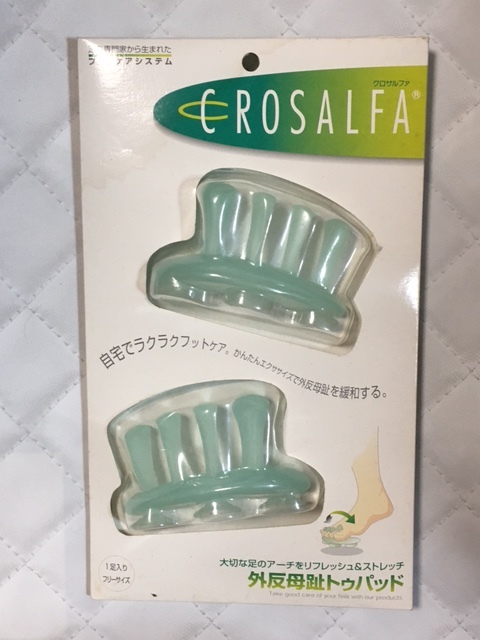 専門家から生まれた
フットケアシステム
クロサルファ
CROSALFA®
自宅でラクラクフットケア。かんたんエクササイズで外反母趾を緩和する。
1足入り
フリーサイズ
大切な足のアーチをリフレッシュ&ストレッチ
外反母趾トゥパッド
Take good care of your feet with our products.